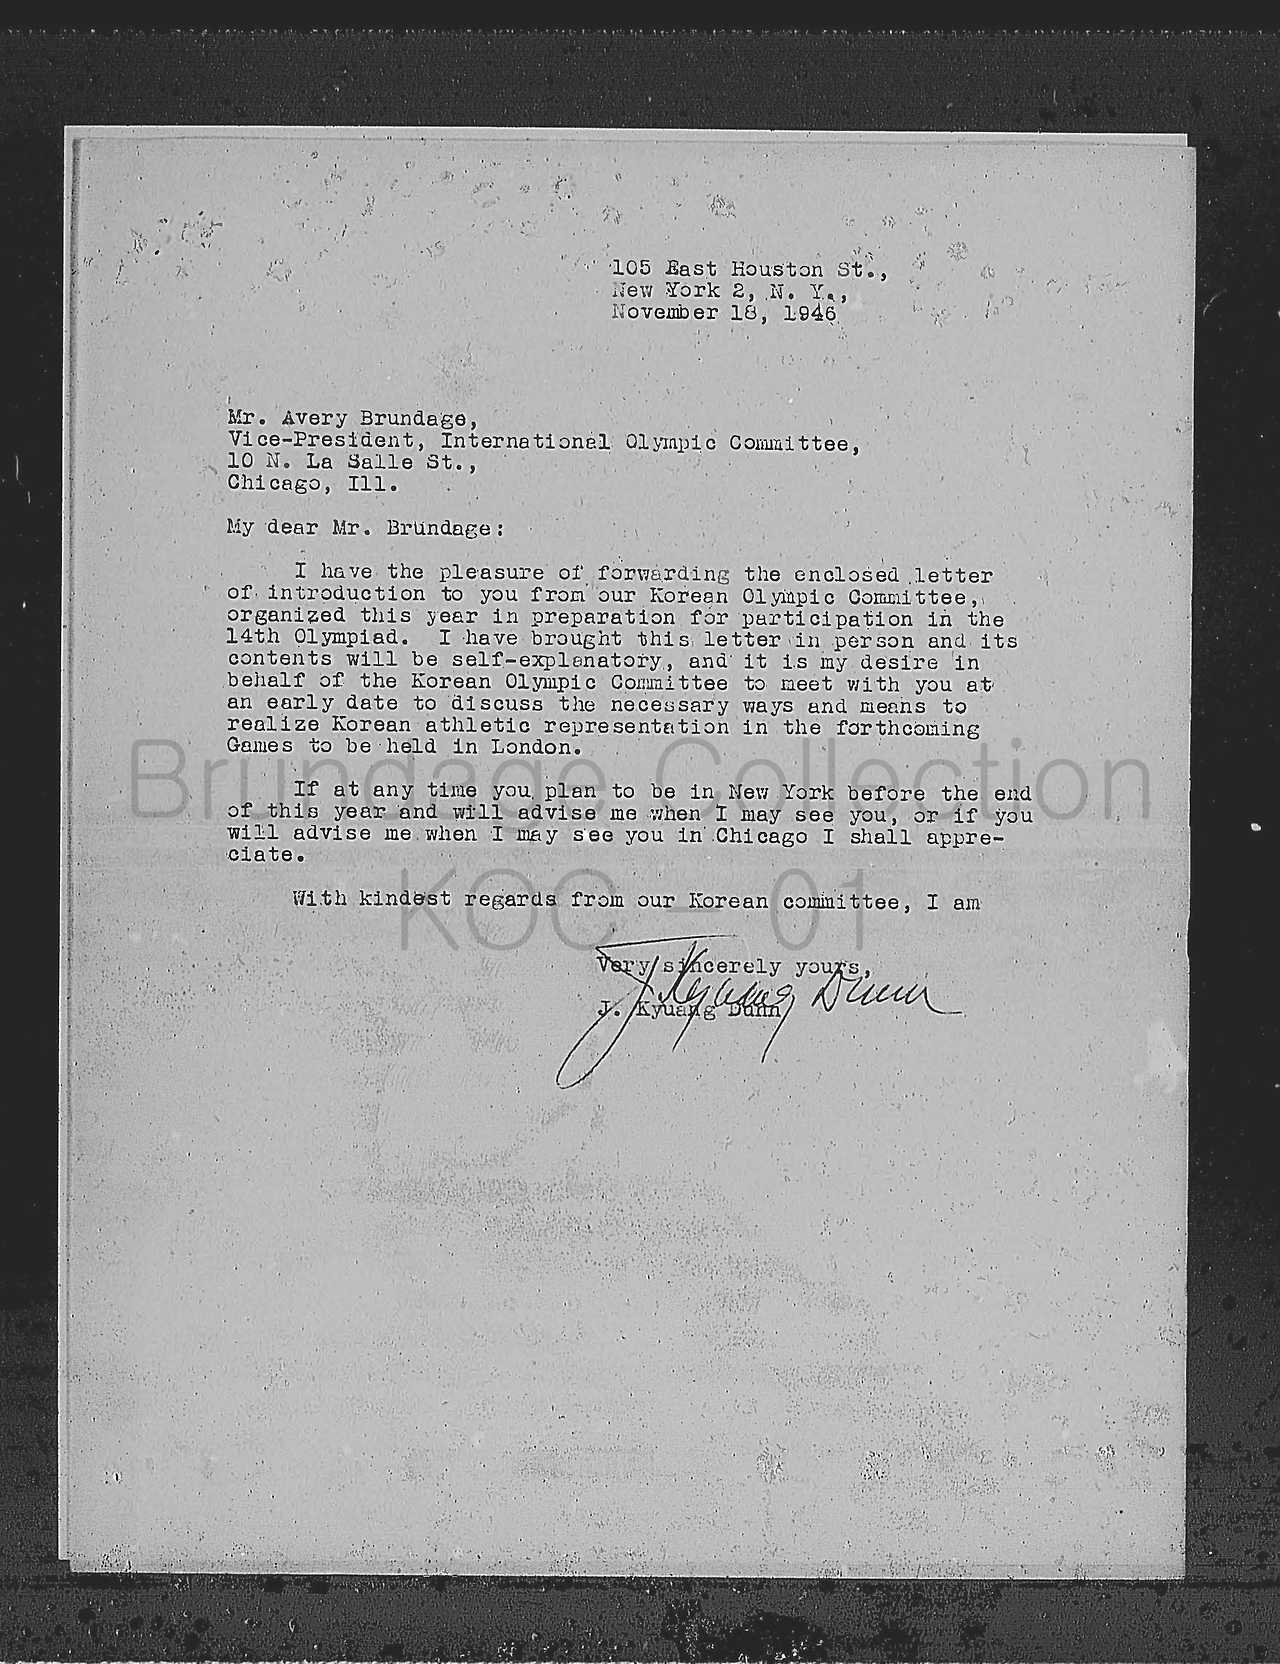 105 East Houston St.,
New York 2, N. Y.,
November 18, 1946
Mr. Avery Brundage,
Vice-President, International Olympic Committee,
10 N. La Salle St.,
Chicago, Ill.
My dear Mr. Brundage:
I have the pleasure of forwarding the enclosed letter
of introduction to you from our Korean Olympic Committee,
organized this year in preparation for participation in the
14th Olympiad. I have brought this letter in person and its
contents will be self-explanatory, and it is my desire in
behalf of the Korean Olympic Committee to meet with you at
an early date to discuss the necessary ways and means to
realize Korean athletic representation in the forthcoming
Games to be held in London.
Brundage Collection
If at any time you plan to be in New York before the end
of this year and will advise me when I may see you, or if you
will advise me when I may see you in Chicago I shall appre-
ciate.
With kindest regards from our Korean committee, I am
KOC - 01
Very sincerely yours,
J. Kyuang Dunn
J. Kyuang Dunn